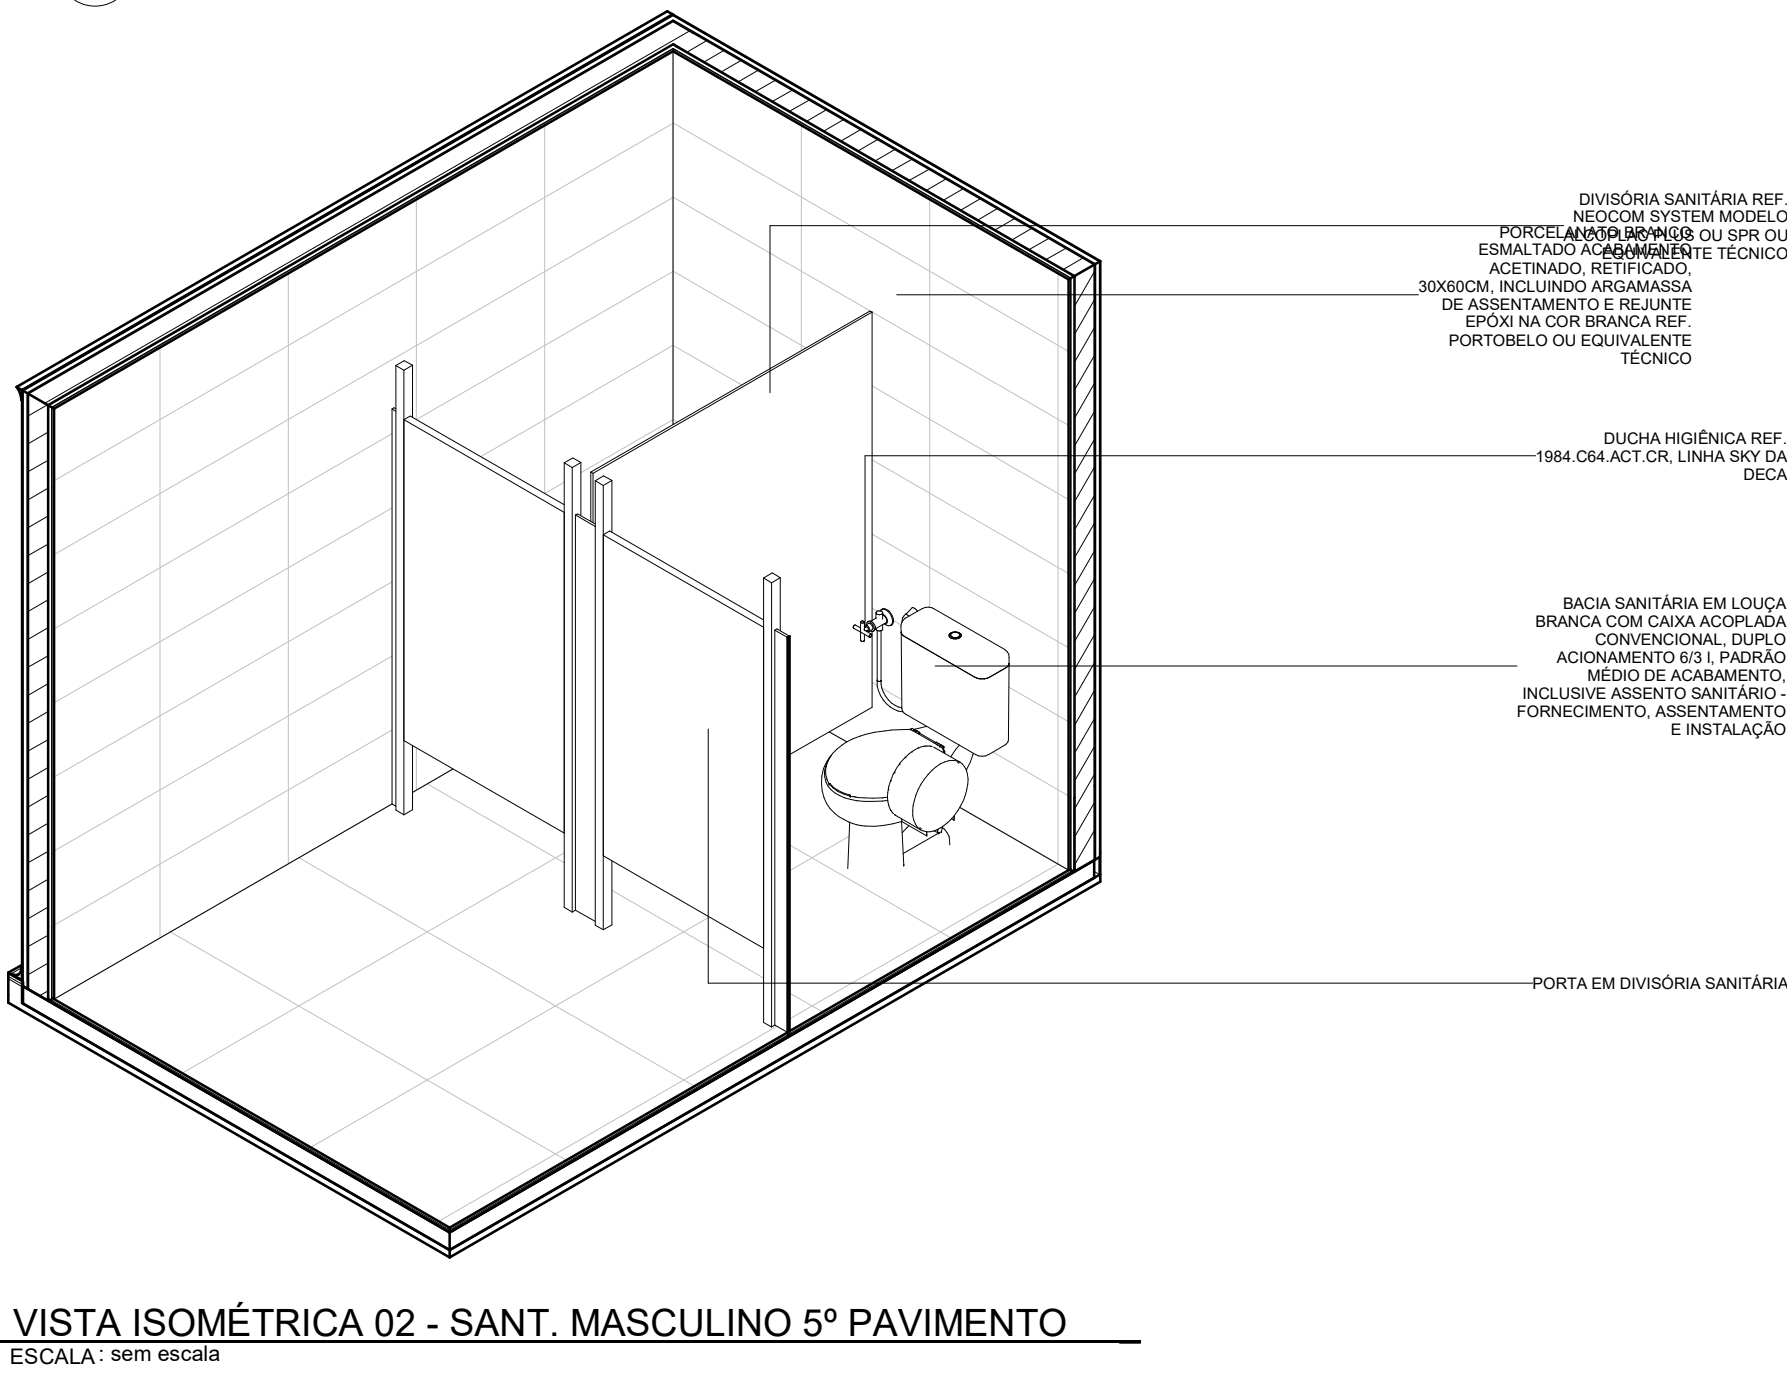 DIVISÓRIA SANITÁRIA REF.
NEOCOM SYSTEM MODELO
ALCOPLAC PLUS OU SPR OU
EQUIVALENTE TÉCNICO
PORCELANATO BRANCO
ESMALTADO ACABAMENTO
ACETINADO, RETIFICADO,
30X60CM, INCLUINDO ARGAMASSA
DE ASSENTAMENTO E REJUNTE
EPÓXI NA COR BRANCA REF.
PORTOBELO OU EQUIVALENTE
TÉCNICO
DUCHA HIGIÊNICA REF.
1984.C64.ACT.CR, LINHA SKY DA
DECA
BACIA SANITÁRIA EM LOUÇA
BRANCA COM CAIXA ACOPLADA
CONVENCIONAL, DUPLO
ACIONAMENTO 6/3 l, PADRÃO
MÉDIO DE ACABAMENTO,
INCLUSIVE ASSENTO SANITÁRIO -
FORNECIMENTO, ASSENTAMENTO
E INSTALAÇÃO
PORTA EM DIVISÓRIA SANITÁRIA
VISTA ISOMÉTRICA 02 - SANT. MASCULINO 5º PAVIMENTO
ESCALA : sem escala